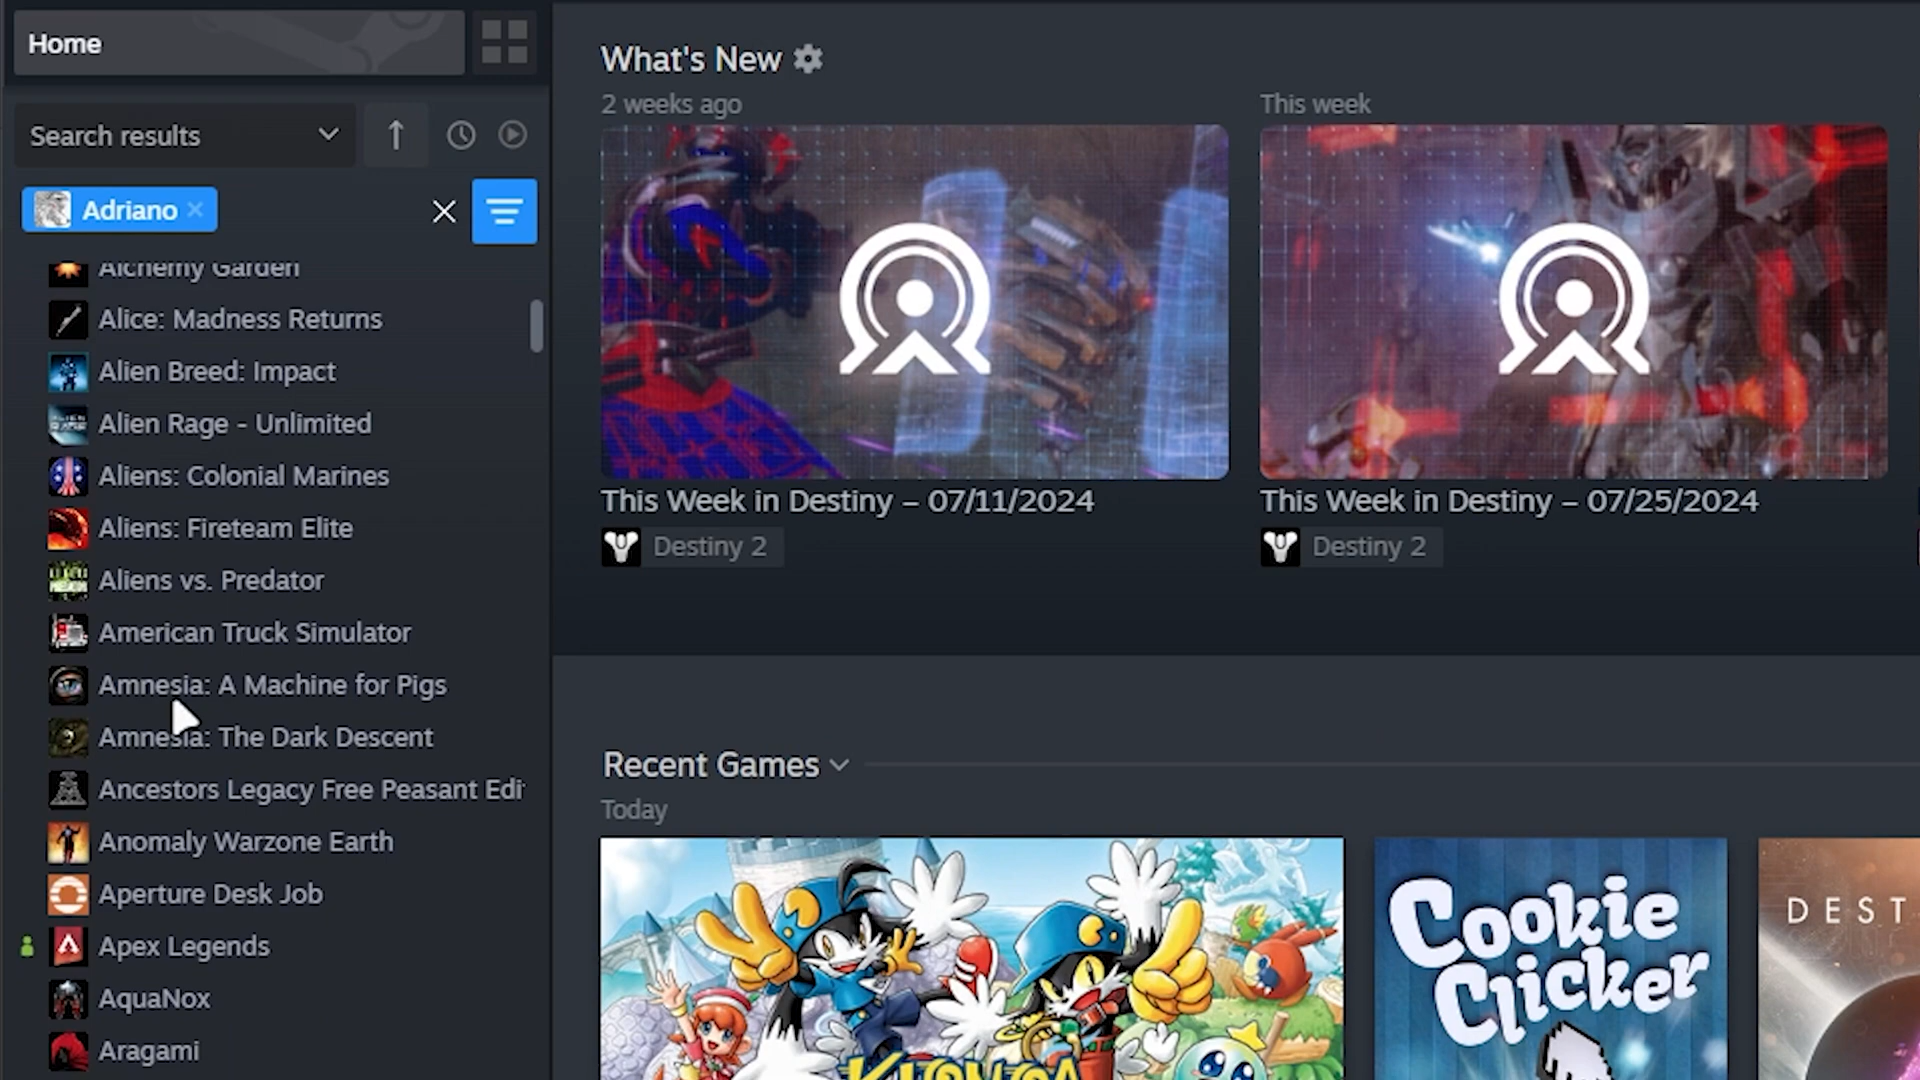 Home
Search results
Adriano
Alchemy Garden
Alice: Madness Returns
Alien Breed: Impact
Alien Rage - Unlimited
Aliens: Colonial Marines
Aliens: Fireteam Elite
Aliens vs. Predator
American Truck Simulator
Amnesia: A Machine for Pigs
Amnesia: The Dark Descent
Ancestors Legacy Free Peasant Edi
Anomaly Warzone Earth
Aperture Desk Job
Apex Legends
AquaNox
Aragami
What's New
2 weeks ago
This Week in Destiny – 07/11/2024
Destiny 2
This week
This Week in Destiny – 07/25/2024
Destiny 2
Recent Games
Today
KLONOA
Cookie
Clicker
DEST